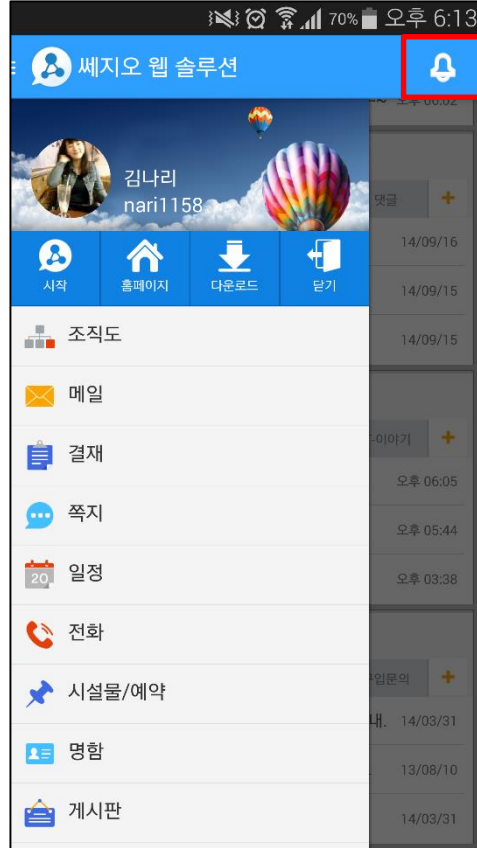 70% 오후 6:13
쎄지오 웹 솔루션
오후 06:02
김나리
nari1158
댓글 +
시작 홈페이지 다운로드 닫기
14/09/16
14/09/15
조직도
14/09/15
메일
결재
-이야기 +
오후 06:05
쪽지
오후 05:44
20 일정
오후 03:38
전화
시설물/예약
구입문의 +
내. 14/03/31
명함
13/08/10
게시판
14/03/31